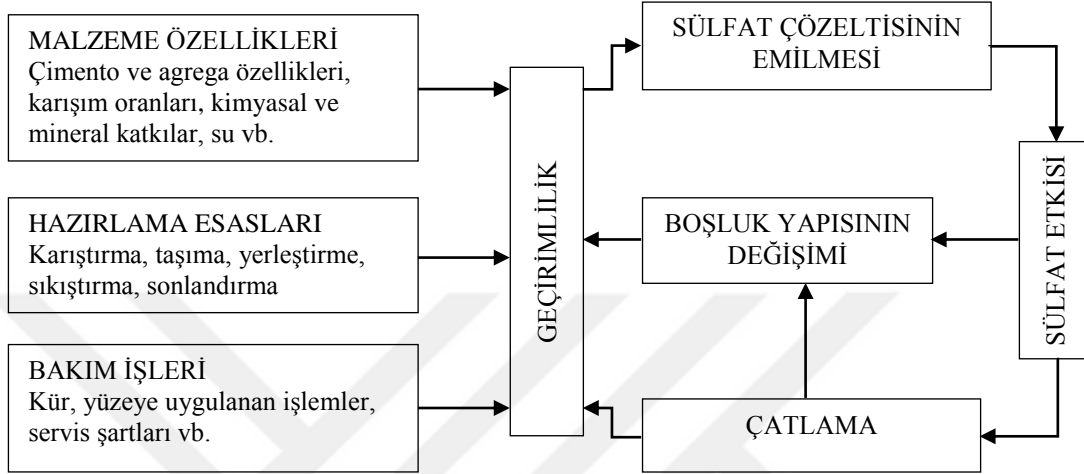 MALZEME ÖZELLİKLERİ
Çimento ve agrega özellikleri,
karışım oranları, kimyasal ve
mineral katkılar, su vb.
HAZIRLAMA ESASLARI
Karıştırma, taşıma, yerleştirme,
sıkıştırma, sonlandırma
BAKIM İŞLERİ
Kür, yüzeye uygulanan işlemler,
servis şartları vb.
GEÇİRİMLİLİK
SÜLFAT ÇÖZELTİSİNİN
EMİLMESİ
BOŞLUK YAPISININ
DEĞİŞİMİ
ÇATLAMA
SÜLFAT ETKİSİ